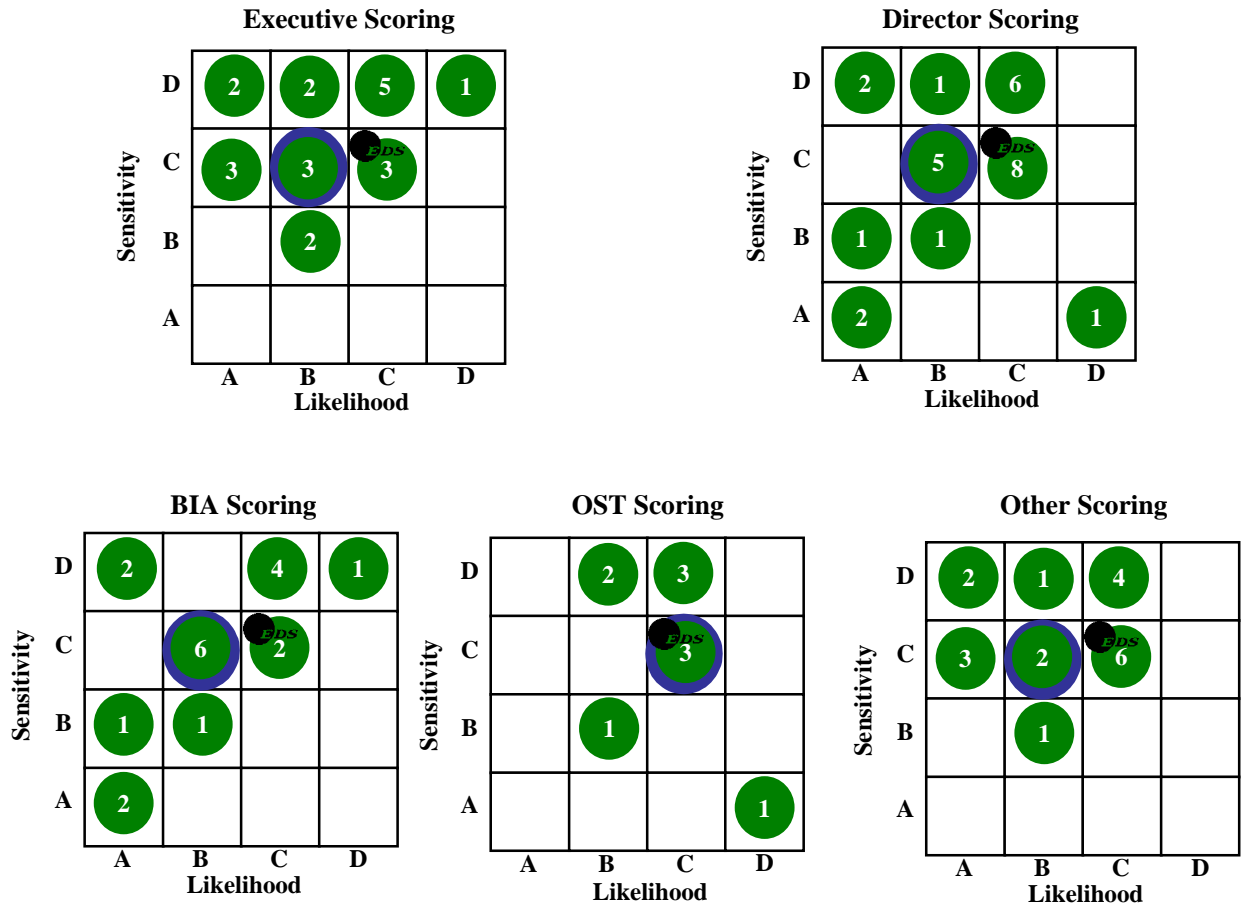 Executive Scoring
D 2 2 5 1
C 3 3 EDS 3
B 2
A
Sensitivity
A B C D
Likelihood
Director Scoring
D 2 1 6
C 5 EDS 8
B 1 1
A 2 1
Sensitivity
A B C D
Likelihood
BIA Scoring
D 2 4 1
C 6 EDS 2
B 1 1
A 2
Sensitivity
A B C D
Likelihood
OST Scoring
D 2 3
C EDS 3
B 1
A 1
Sensitivity
A B C D
Likelihood
Other Scoring
D 2 1 4
C 3 2 EDS 6
B 1
A
Sensitivity
A B C D
Likelihood